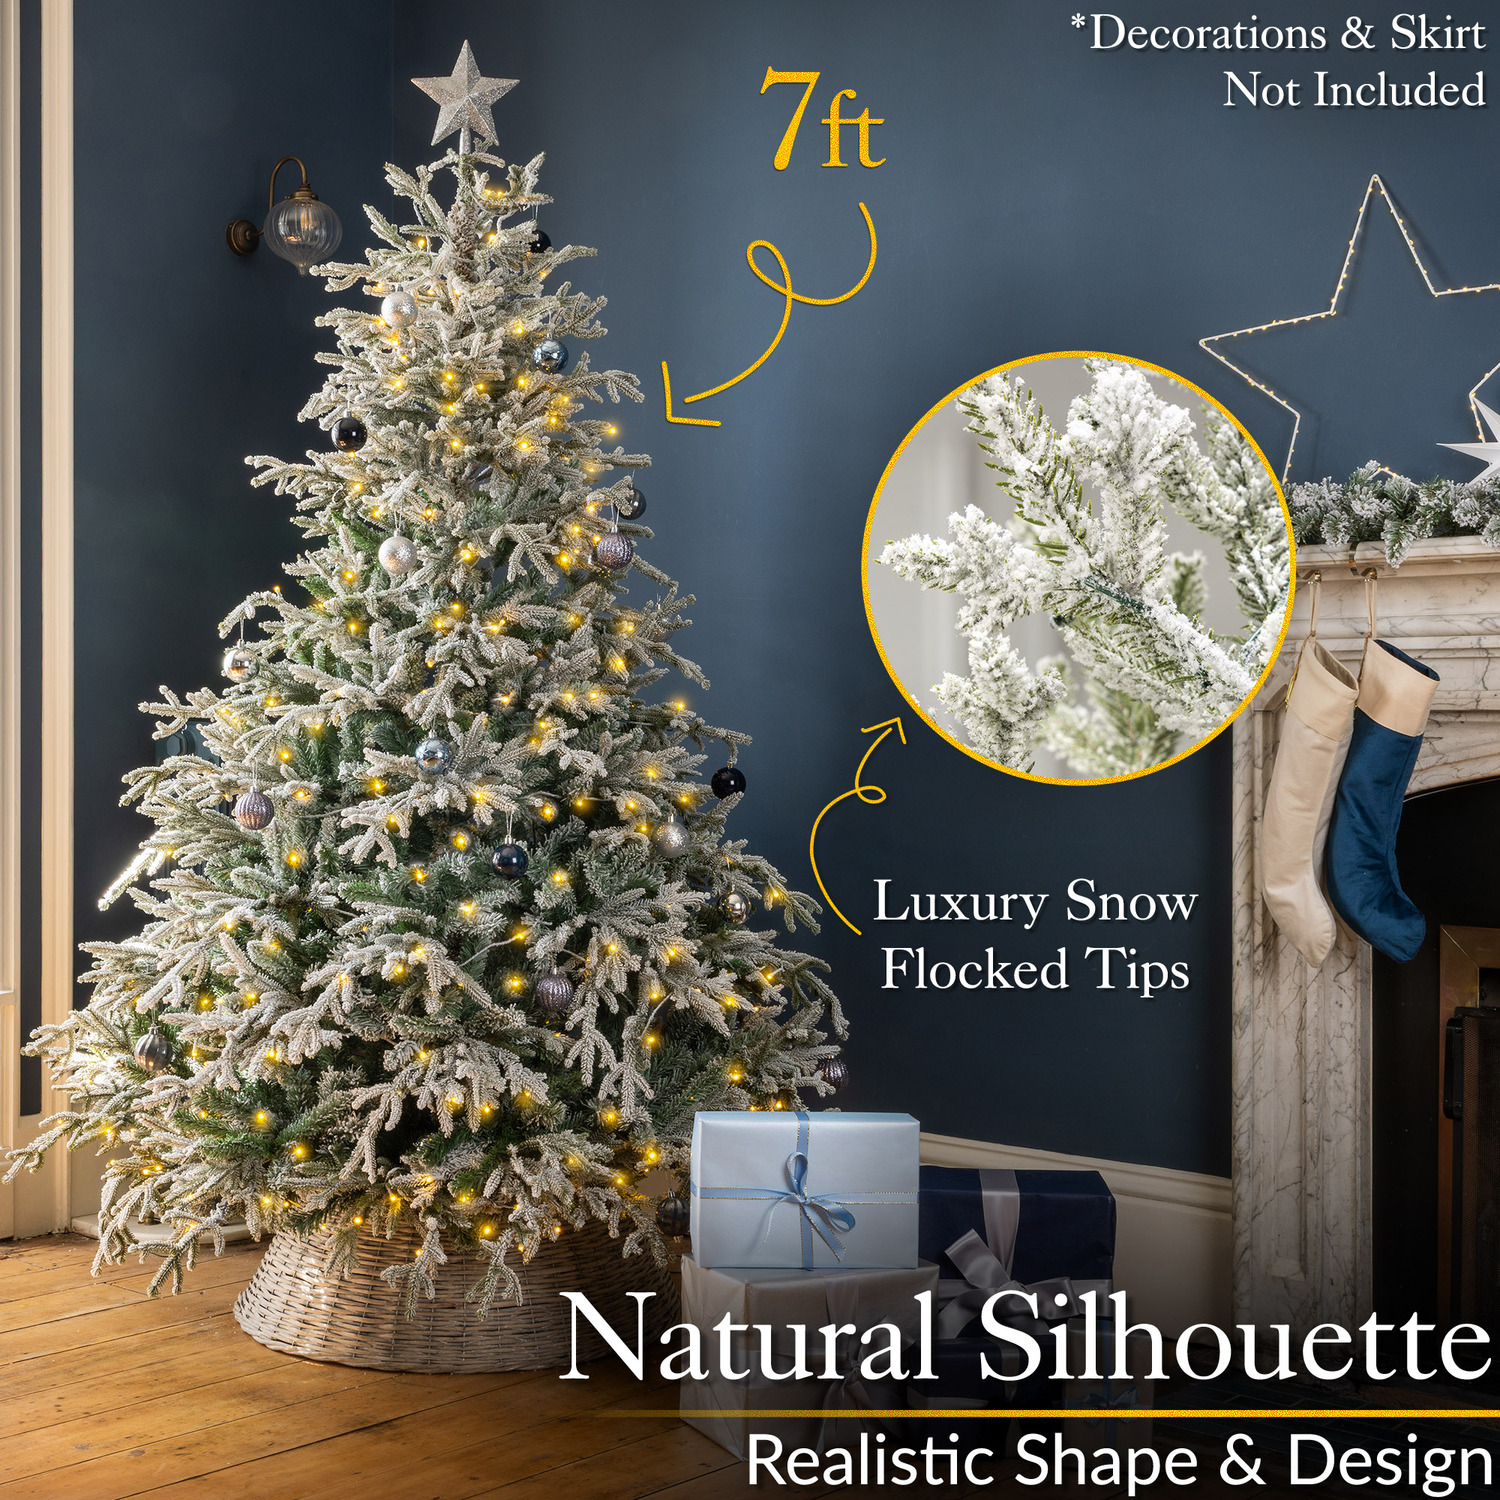 *Decorations & Skirt
Not Included
7ft
Luxury Snow
Flocked Tips
Natural Silhouette
Realistic Shape & Design